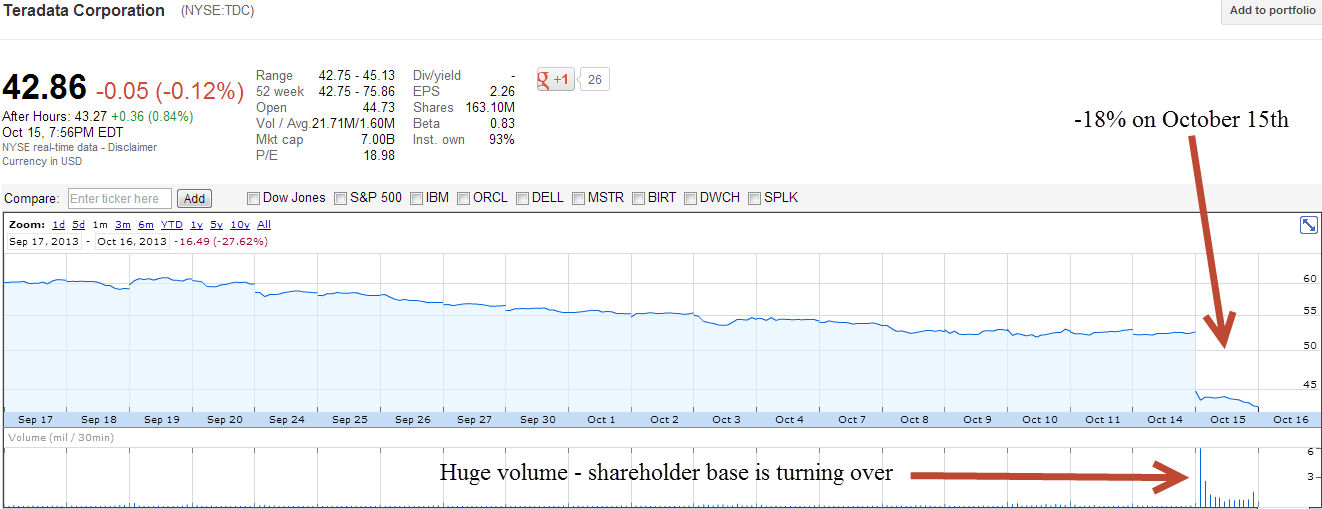 Teradata Corporation (NYSE:TDC)
Add to portfolio
42.86 -0.05 (-0.12%)
After Hours: 43.27 +0.36 (0.84%)
Oct 15, 7:56PM EDT
NYSE real-time data - Disclaimer
Currency in USD
Range 42.75 - 45.13 Div/yield -
52 week 42.75 - 75.86 EPS 2.26
Open 44.73 Shares 163.10M
Vol / Avg. 21.71M/1.60M Beta 0.83
Mkt cap 7.00B Inst. own 93%
P/E 18.98
g +1 26
-18% on October 15th
Compare: Enter ticker here Add Dow Jones S&P 500 IBM ORCL DELL MSTR BIRT DWCH SPLK
Zoom: 1d 5d 1m 3m 6m YTD 1y 5y 10y All
Sep 17, 2013 - Oct 16, 2013 -16.49 (-27.62%)
60
55
50
45
Sep 17 Sep 18 Sep 19 Sep 24 Sep 25 Sep 26 Sep 27 Sep 30 Oct 1 Oct 2 Oct 3 Oct 4 Oct 7 Oct 8 Oct 9 Oct 10 Oct 11 Oct 14 Oct 15 Oct 16
Volume (mil / 30min)
6
Huge volume - shareholder base is turning over
3